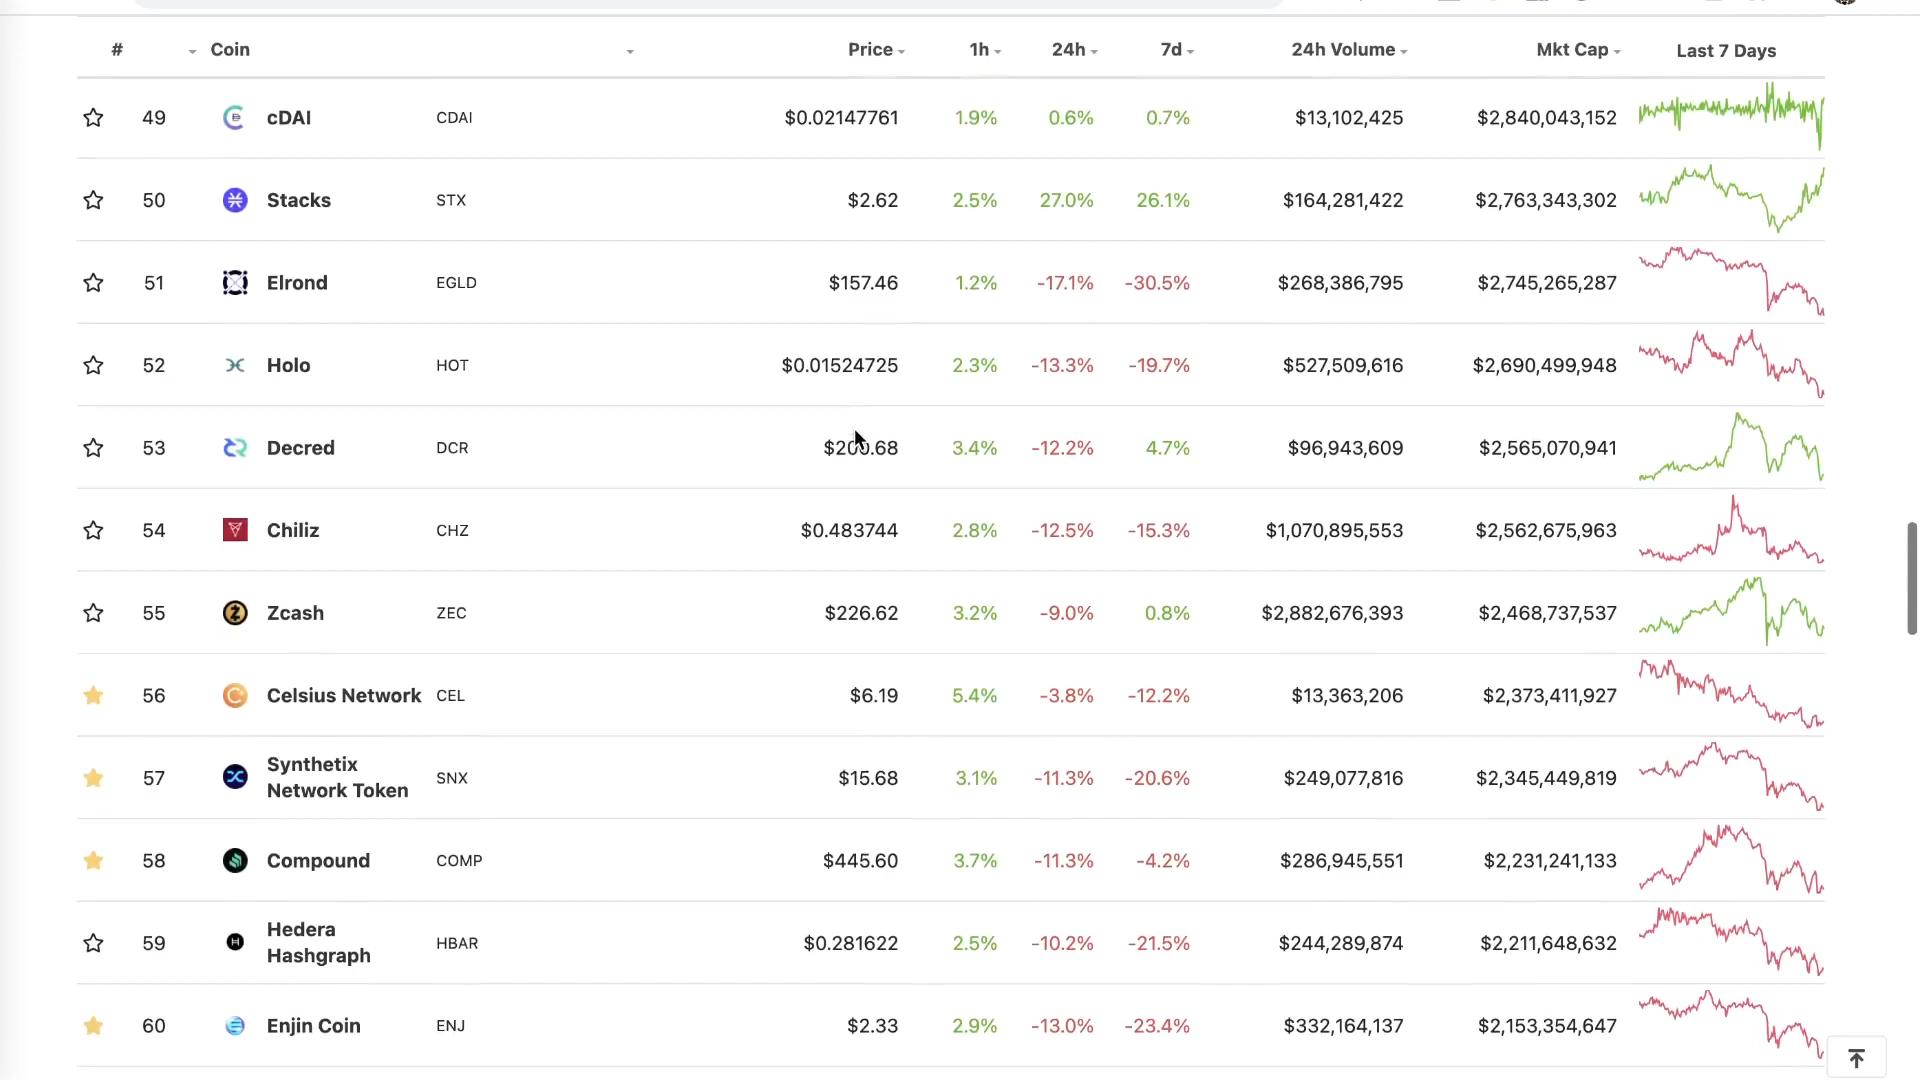 # Coin Price 1h 24h 7d 24h Volume Mkt Cap Last 7 Days
49 cDAI CDAI $0.02147761 1.9% 0.6% 0.7% $13,102,425 $2,840,043,152
50 Stacks STX $2.62 2.5% 27.0% 26.1% $164,281,422 $2,763,343,302
51 Elrond EGLD $157.46 1.2% -17.1% -30.5% $268,386,795 $2,745,265,287
52 Holo HOT $0.01524725 2.3% -13.3% -19.7% $527,509,616 $2,690,499,948
53 Decred DCR $200.68 3.4% -12.2% 4.7% $96,943,609 $2,565,070,941
54 Chiliz CHZ $0.483744 2.8% -12.5% -15.3% $1,070,895,553 $2,562,675,963
55 Zcash ZEC $226.62 3.2% -9.0% 0.8% $2,882,676,393 $2,468,737,537
56 Celsius Network CEL $6.19 5.4% -3.8% -12.2% $13,363,206 $2,373,411,927
57 Synthetix
Network Token SNX $15.68 3.1% -11.3% -20.6% $249,077,816 $2,345,449,819
58 Compound COMP $445.60 3.7% -11.3% -4.2% $286,945,551 $2,231,241,133
59 Hedera
Hashgraph HBAR $0.281622 2.5% -10.2% -21.5% $244,289,874 $2,211,648,632
60 Enjin Coin ENJ $2.33 2.9% -13.0% -23.4% $332,164,137 $2,153,354,647